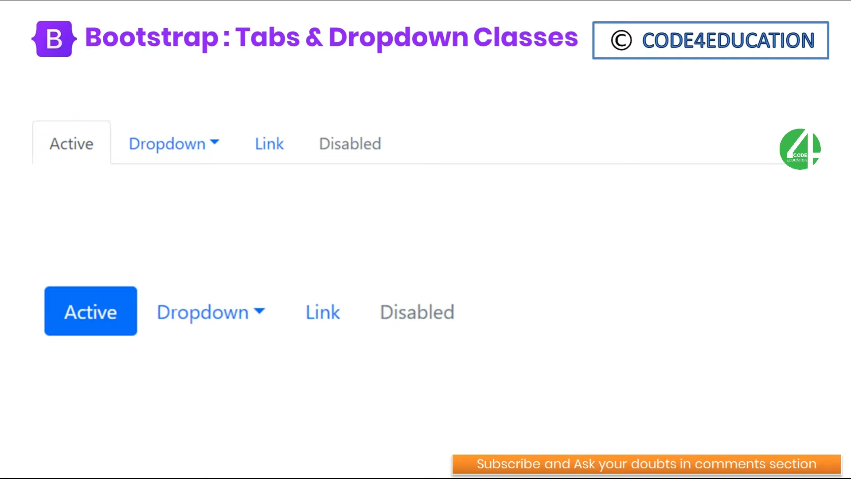 B Bootstrap : Tabs & Dropdown Classes
© CODE4EDUCATION
Active Dropdown Link Disabled
4 CODE
Active Dropdown Link Disabled
Subscribe and Ask your doubts in comments section